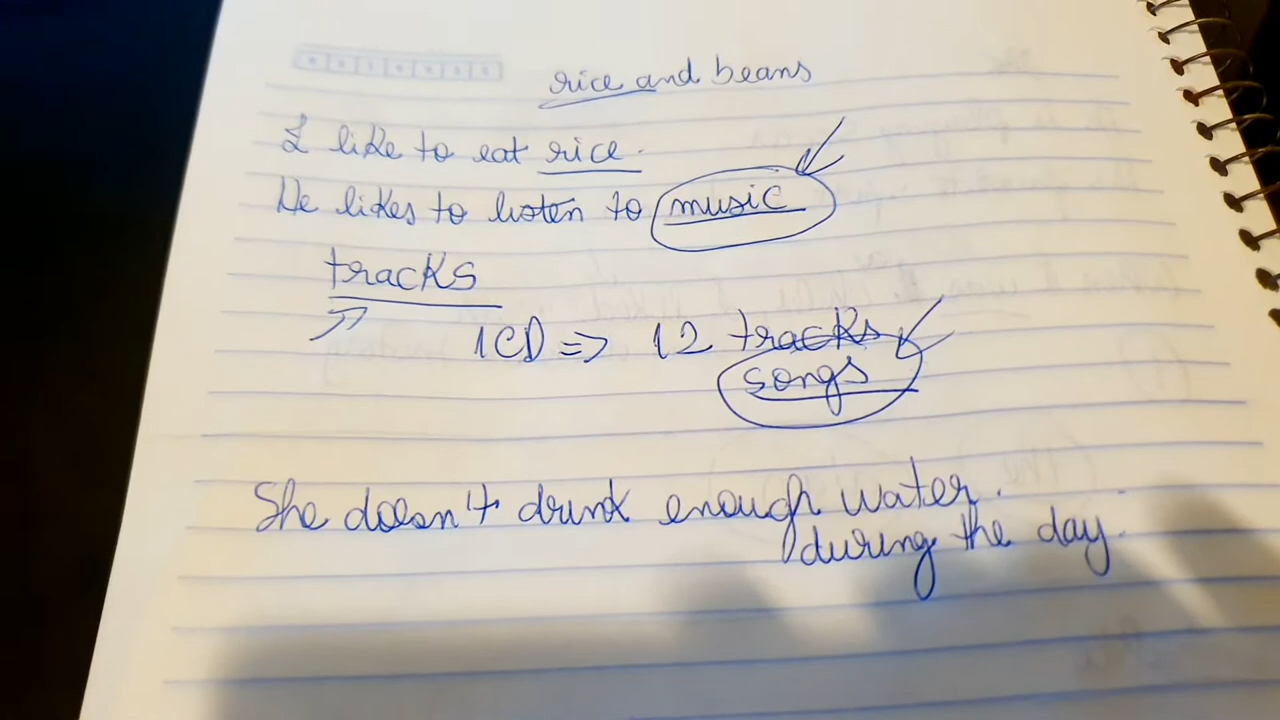 rice and beans
I like to eat rice.
He likes to listen to music
tracks
1CD => 12 tracks
songs
She doesn't drink enough water.
during the day.